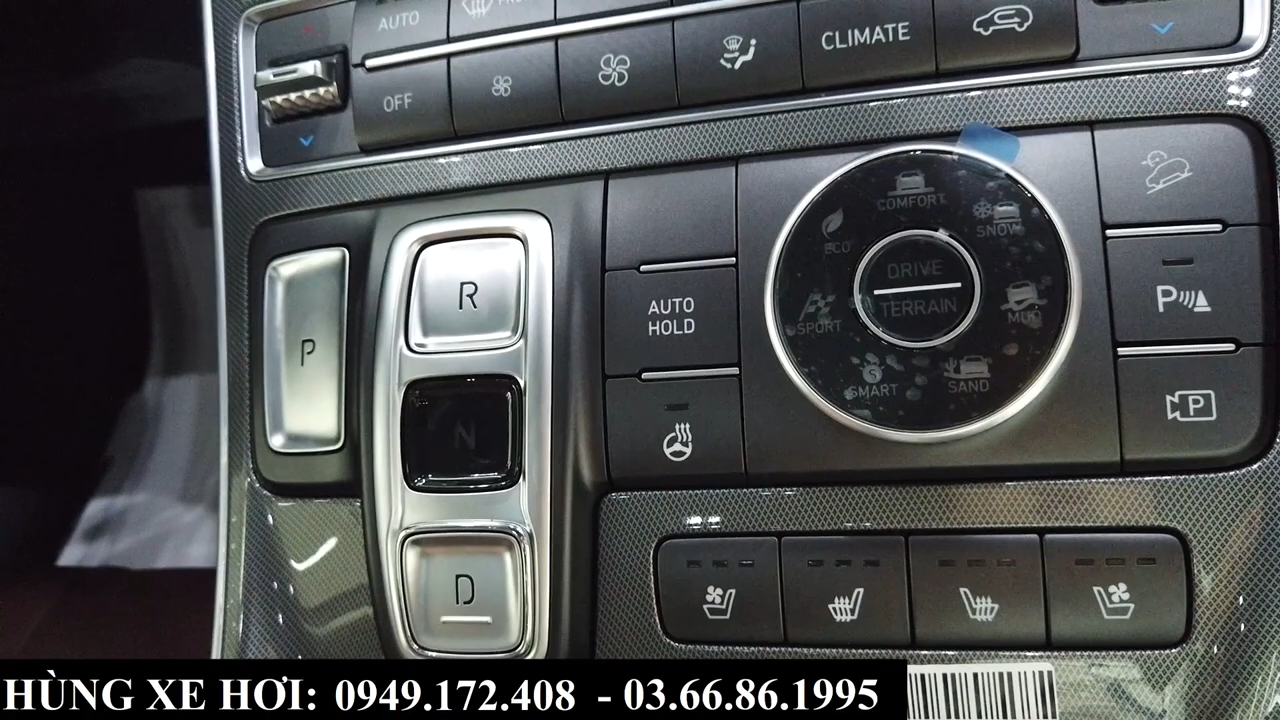 AUTO
OFF
CLIMATE
P
R
N
D
AUTO
HOLD
COMFORT
ECO
SNOW
DRIVE
TERRAIN
SPORT
MUD
SMART
S
SAND
P
P
HÙNG XE HƠI: 0949.172.408 - 03.66.86.1995